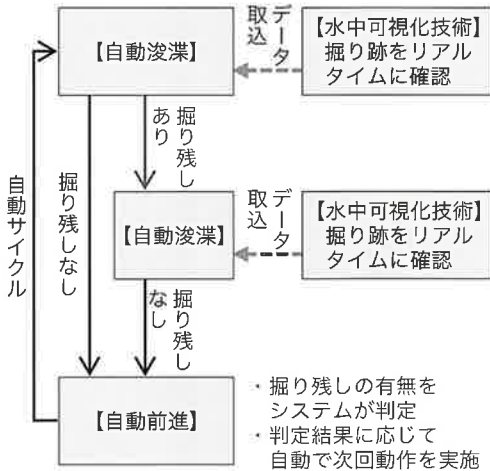 【自動浚渫】
データ
取込
【水中可視化技術】
掘り跡をリアル
タイムに確認
掘り残し
あり
掘り残しなし
自動サイクル
【自動浚渫】
データ
取込
【水中可視化技術】
掘り跡をリアル
タイムに確認
掘り残し
なし
【自動前進】
・掘り残しの有無を
システムが判定
・判定結果に応じて
自動で次回動作を実施